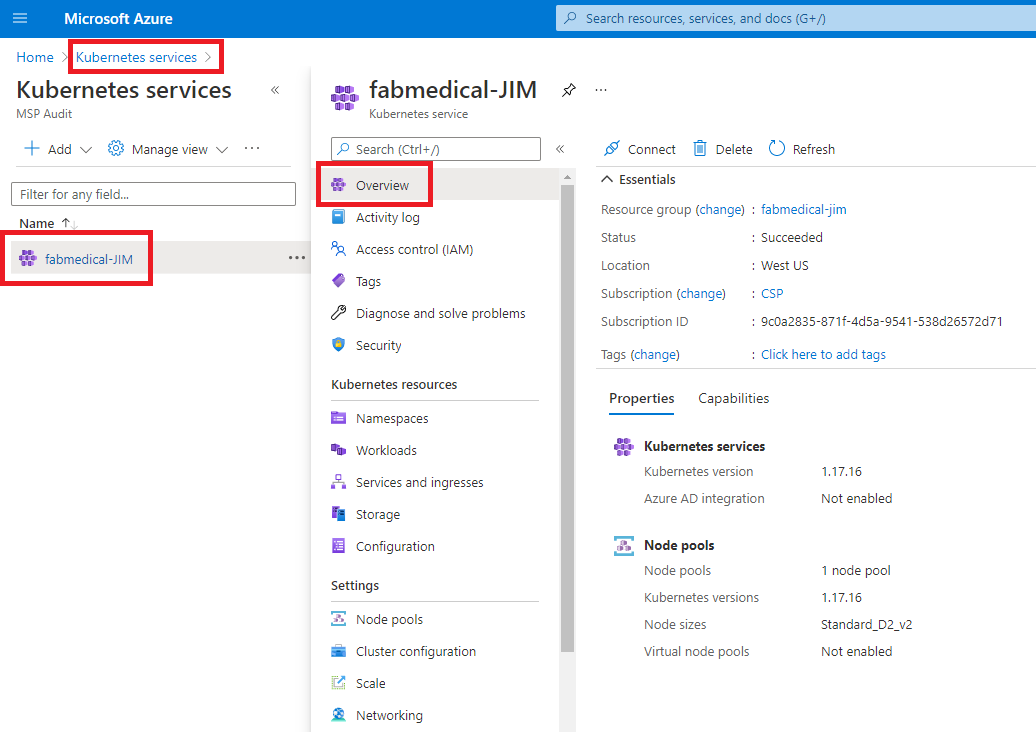 Microsoft Azure
Search resources, services, and docs (G+/)
Home > Kubernetes services >
Kubernetes services
MSP Audit
Add
Manage view
...
Filter for any field...
Name
fabmedical-JIM
fabmedical-JIM
Kubernetes service
Search (Ctrl+/)
Overview
Activity log
Access control (IAM)
Tags
Diagnose and solve problems
Security
Kubernetes resources
Namespaces
Workloads
Services and ingresses
Storage
Configuration
Settings
Node pools
Cluster configuration
Scale
Networking
Connect
Delete
Refresh
Essentials
Resource group (change) : fabmedical-jim
Status : Succeeded
Location : West US
Subscription (change) : CSP
Subscription ID : 9c0a2835-871f-4d5a-9541-538d26572d71
Tags (change) : Click here to add tags
Properties
Capabilities
Kubernetes services
Kubernetes version 1.17.16
Azure AD integration Not enabled
Node pools
Node pools 1 node pool
Kubernetes versions 1.17.16
Node sizes Standard_D2_v2
Virtual node pools Not enabled